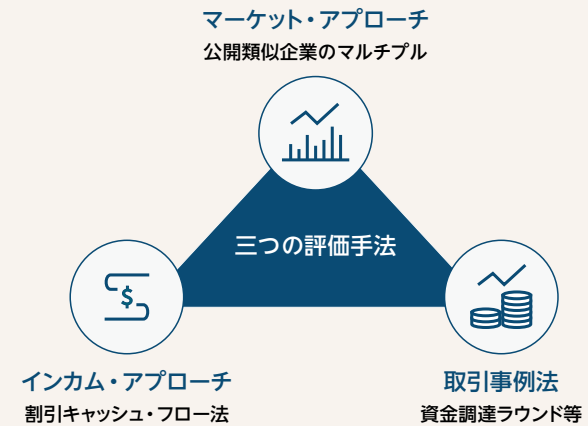 マーケット・アプローチ
公開類似企業のマルチプル
三つの評価手法
$
インカム・アプローチ
割引キャッシュ・フロー法
取引事例法
資金調達ラウンド等